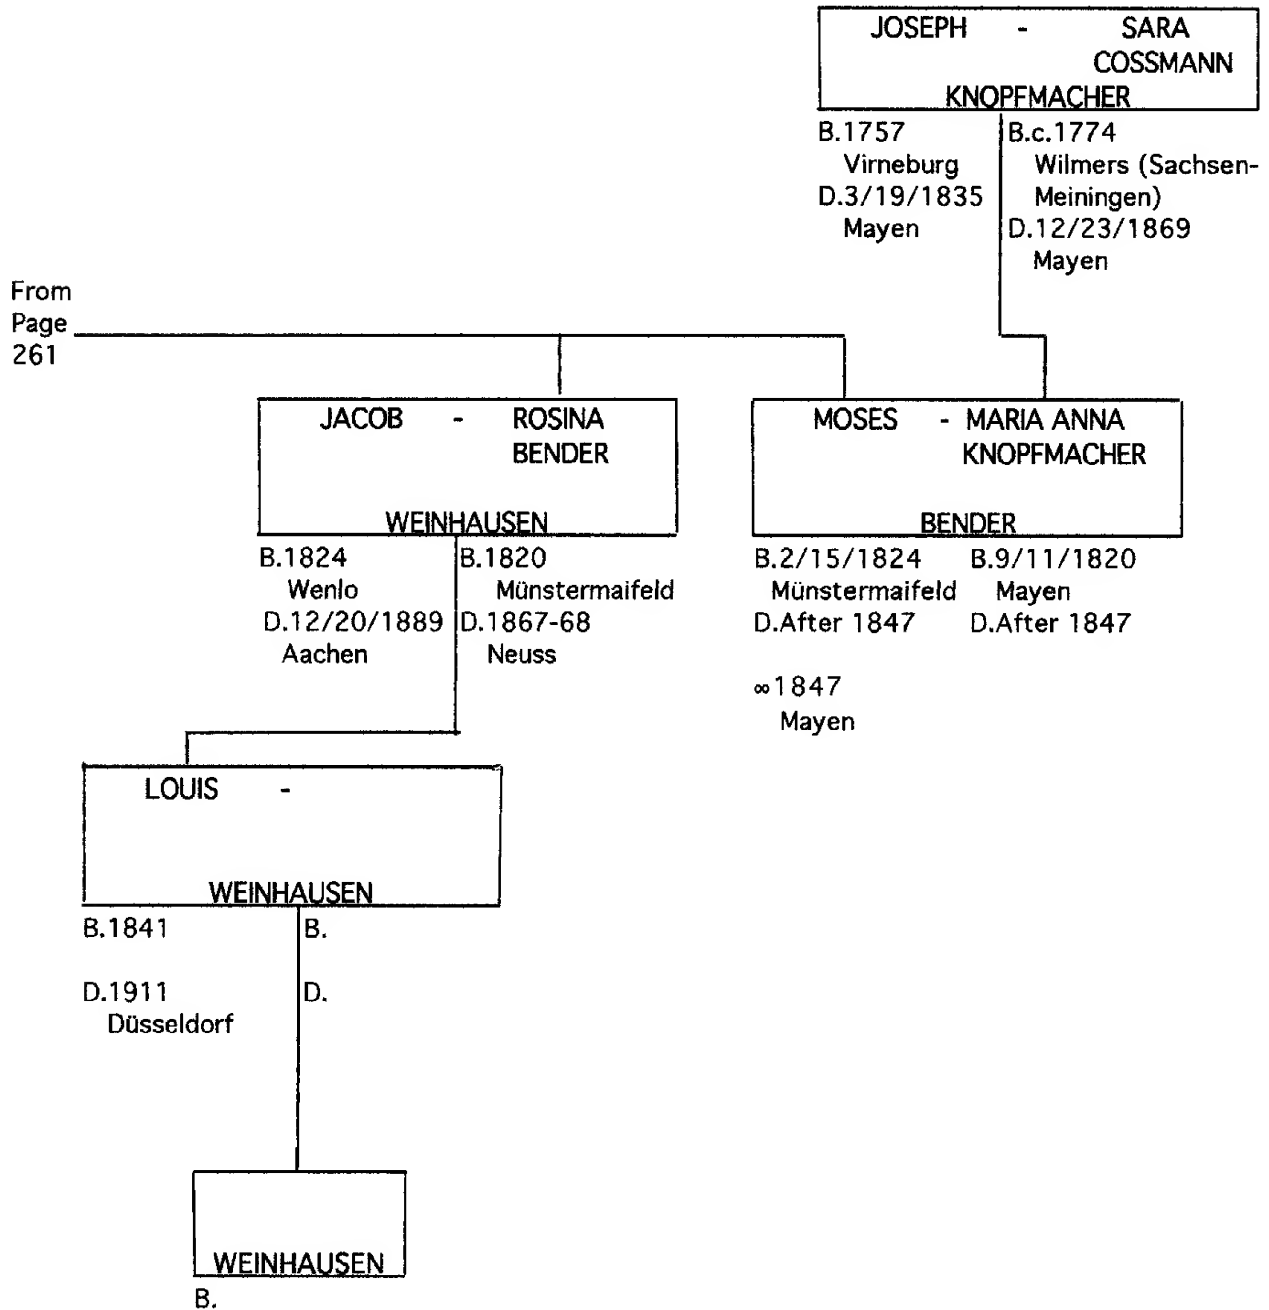 JOSEPH - SARA
COSSMANN
KNOPFMACHER
B.1757
Virneburg
D.3/19/1835
Mayen
B.c.1774
Wilmers (Sachsen-
Meiningen)
D.12/23/1869
Mayen
From
Page
261
JACOB - ROSINA
BENDER
WEINHAUSEN
B.1824
Wenlo
D.12/20/1889
Aachen
B.1820
Münstermaifeld
D.1867-68
Neuss
MOSES - MARIA ANNA
KNOPFMACHER
BENDER
B.2/15/1824
Münstermaifeld
D.After 1847
∞1847
Mayen
B.9/11/1820
Mayen
D.After 1847
LOUIS -
WEINHAUSEN
B.1841
D.1911
Düsseldorf
B.
D.
WEINHAUSEN
B.